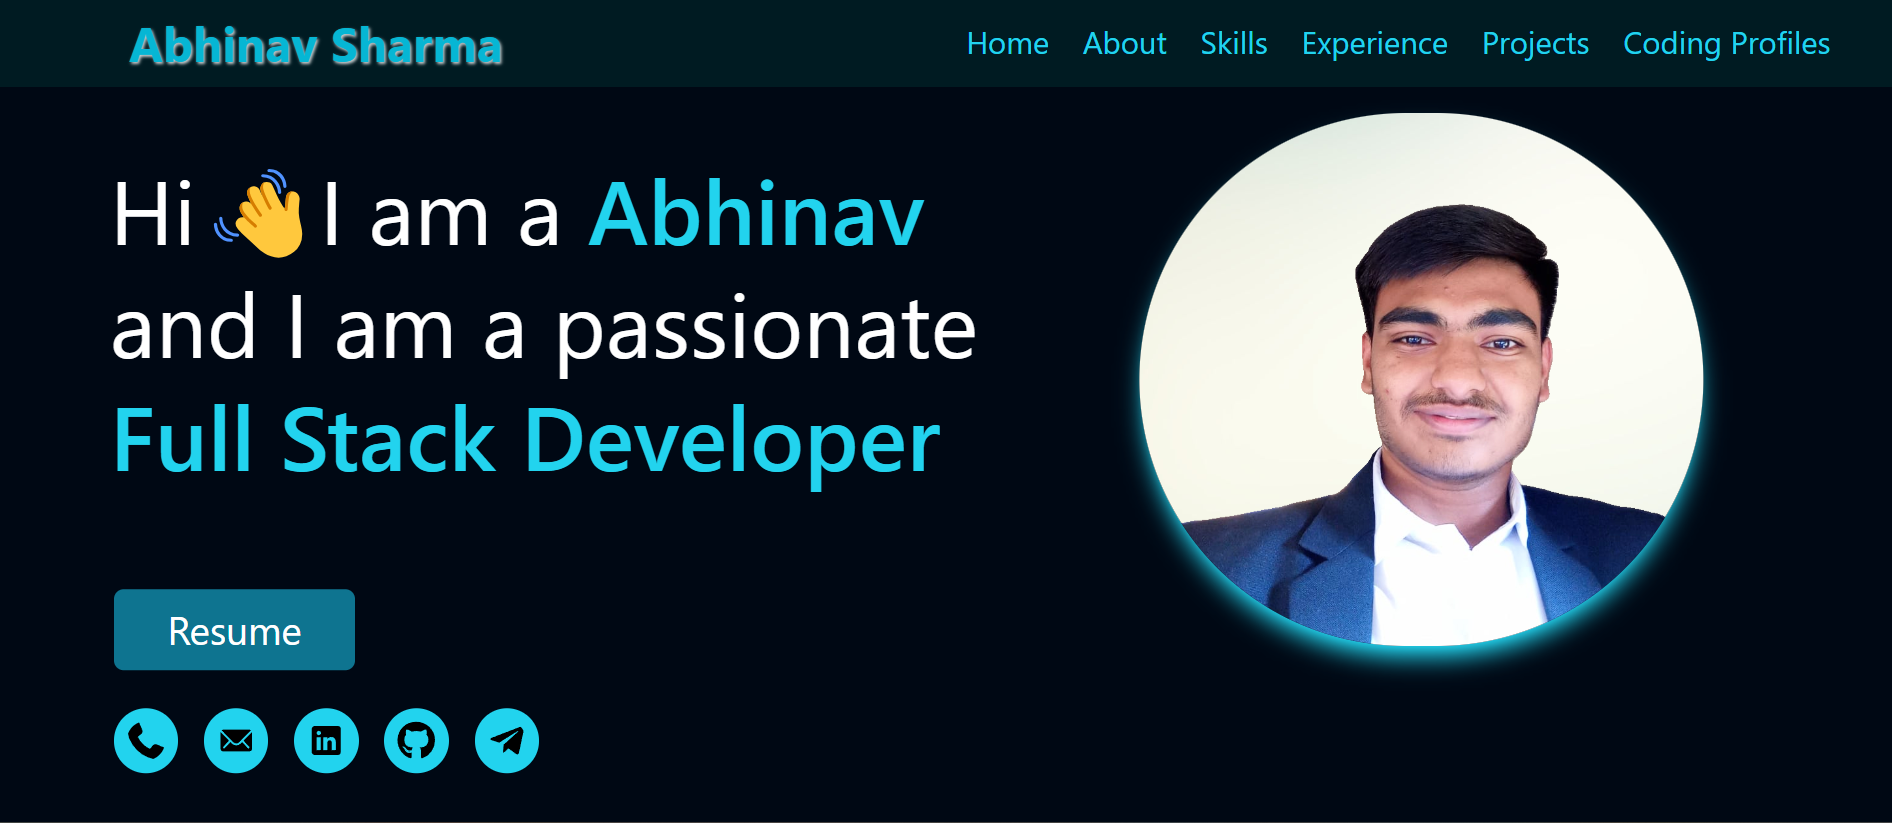 Abhinav Sharma
Home About Skills Experience Projects Coding Profiles
Hi 👋 I am a Abhinav
and I am a passionate
Full Stack Developer
Resume
in